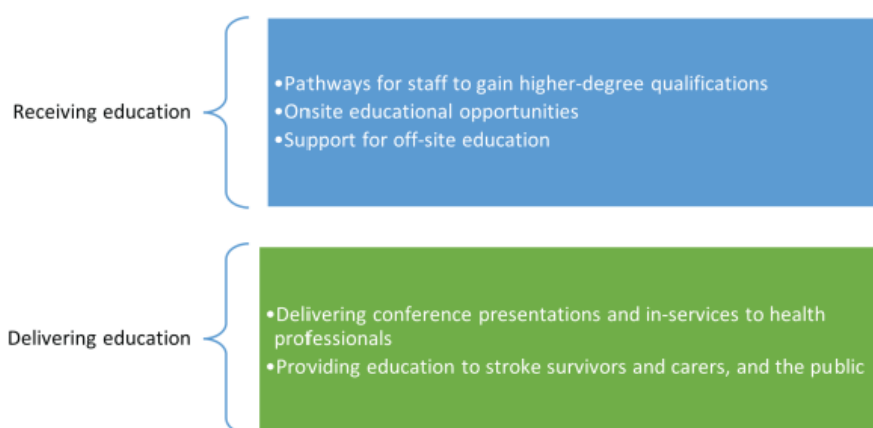 Receiving education
•Pathways for staff to gain higher-degree qualifications
•Onsite educational opportunities
•Support for off-site education
Delivering education
•Delivering conference presentations and in-services to health
professionals
•Providing education to stroke survivors and carers, and the public